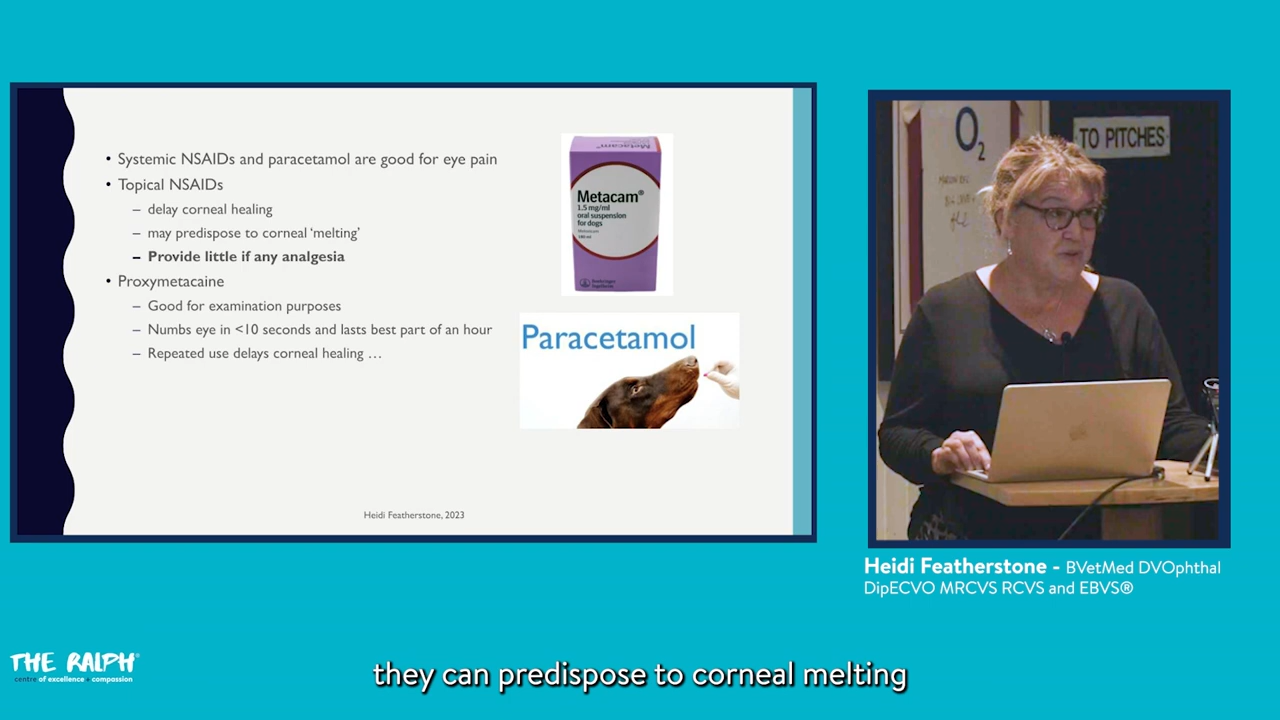 • Systemic NSAIDs and paracetamol are good for eye pain
• Topical NSAIDs
– delay corneal healing
– may predispose to corneal ‘melting’
– Provide little if any analgesia
• Proxymetacaine
– Good for examination purposes
– Numbs eye in <10 seconds and lasts best part of an hour
– Repeated use delays corneal healing …
Metacam®
1.5 mg/ml
oral suspension
for dogs
Paracetamol
Heidi Featherstone, 2023
O2
TO PITCHES
Heidi Featherstone - BVetMed DVOphthal
DipECVO MRCVS RCVS and EBVS®
THE RALPH®
centre of excellence + compassion
they can predispose to corneal melting